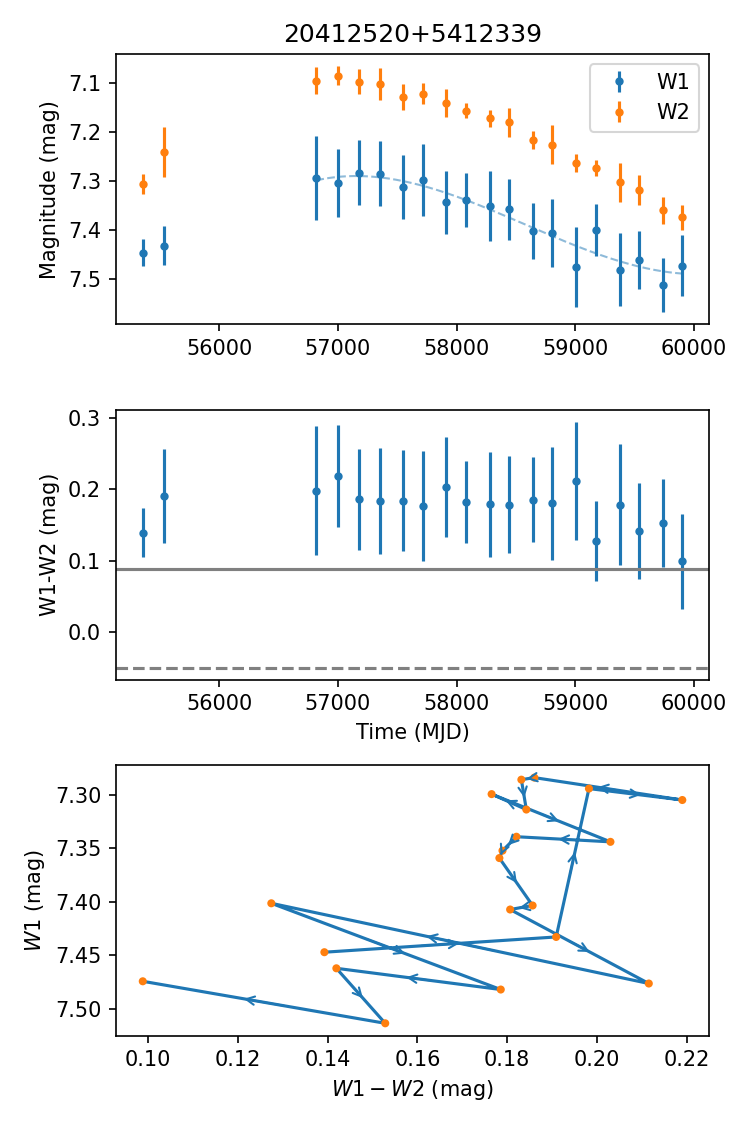 20412520+5412339
Magnitude (mag)
7.1
7.2
7.3
7.4
7.5
W1
W2
56000 57000 58000 59000 60000
W1-W2 (mag)
0.3
0.2
0.1
0.0
56000 57000 58000 59000 60000
Time (MJD)
W1 (mag)
7.30
7.35
7.40
7.45
7.50
0.10 0.12 0.14 0.16 0.18 0.20 0.22
W1 − W2 (mag)